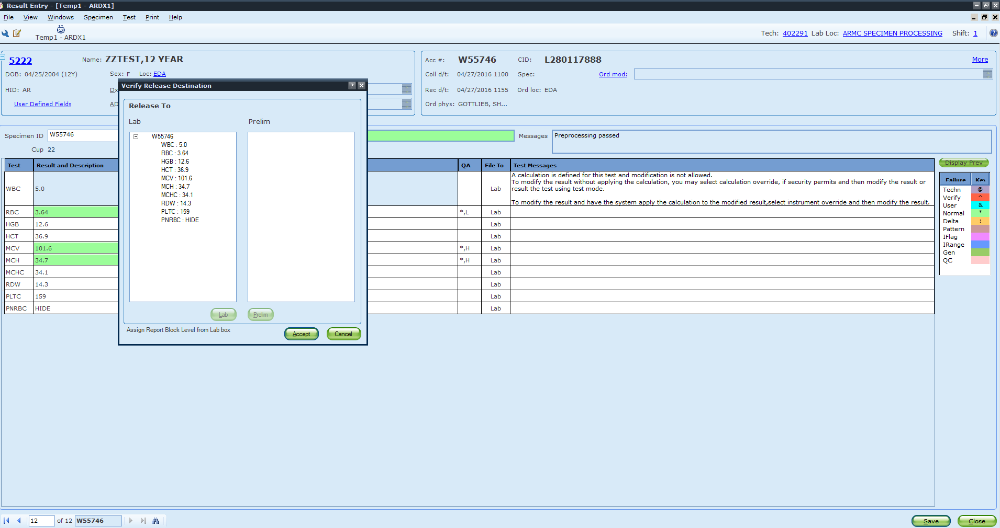 Result Entry - [Temp1 - ARDX1]
File View Windows Specimen Test Print Help
Temp1 - ARDX1
Tech: 402291 Lab Loc: ARMC SPECIMEN PROCESSING Shift: 1 ?
5222 Name: ZZTEST,12 YEAR
DOB: 04/25/2004 (12Y) Sex: F Loc: EDA
HID: AR Dx
User Defined Fields AD
Acc #: W55746 CID: L280117888 More
Coll d/t: 04/27/2016 1100 Spec: Ord mod:
Rec d/t: 04/27/2016 1155 Ord loc: EDA
Ord phys: GOTTLIEB, SH...
Verify Release Destination ?
Release To
Lab Prelim
W55746
WBC : 5.0
RBC : 3.64
HGB : 12.6
HCT : 36.9
MCV : 101.6
MCH : 34.7
MCHC : 34.1
RDW : 14.3
PLTC : 159
PNRBC : HIDE
Lab Prelim
Assign Report Block Level from Lab box
Accept Cancel
Specimen ID W55746
Cup 22
Messages Preprocessing passed
Test Result and Description QA File To Test Messages
WBC 5.0 Lab
A calculation is defined for this test and modification is not allowed.
To modify the result without applying the calculation, you may select calculation override, if security permits and then modify the result or
result the test using test mode.
To modify the result and have the system apply the calculation to the modified result,select instrument override and then modify the result.
RBC 3.64 *,L Lab
HGB 12.6 Lab
HCT 36.9 Lab
MCV 101.6 *,H Lab
MCH 34.7 *,H Lab
MCHC 34.1 Lab
RDW 14.3 Lab
PLTC 159 Lab
PNRBC HIDE Lab
Display Prev
Failure Key
Techn @
Verify ^
User &
Normal *
Delta :
Pattern
IFlag
IRange
Gen
QC
12 of 12 W55746
Save Close